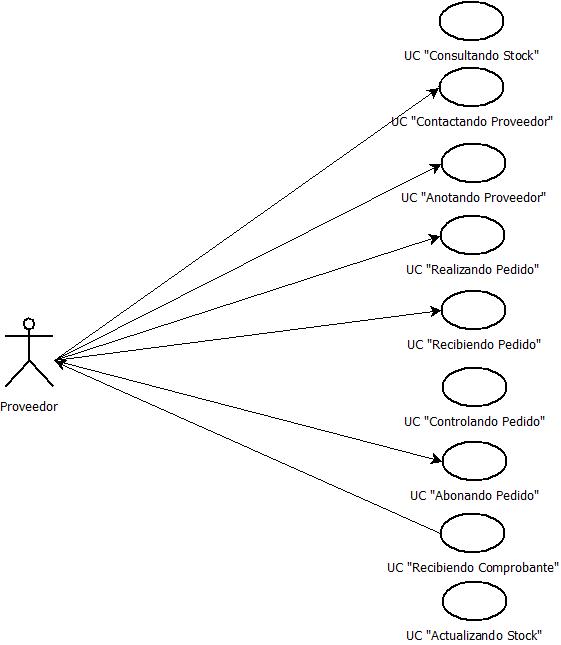 UC "Consultando Stock"
UC "Contactando Proveedor"
UC "Anotando Proveedor"
UC "Realizando Pedido"
UC "Recibiendo Pedido"
Proveedor
UC "Controlando Pedido"
UC "Abonando Pedido"
UC "Recibiendo Comprobante"
UC "Actualizando Stock"